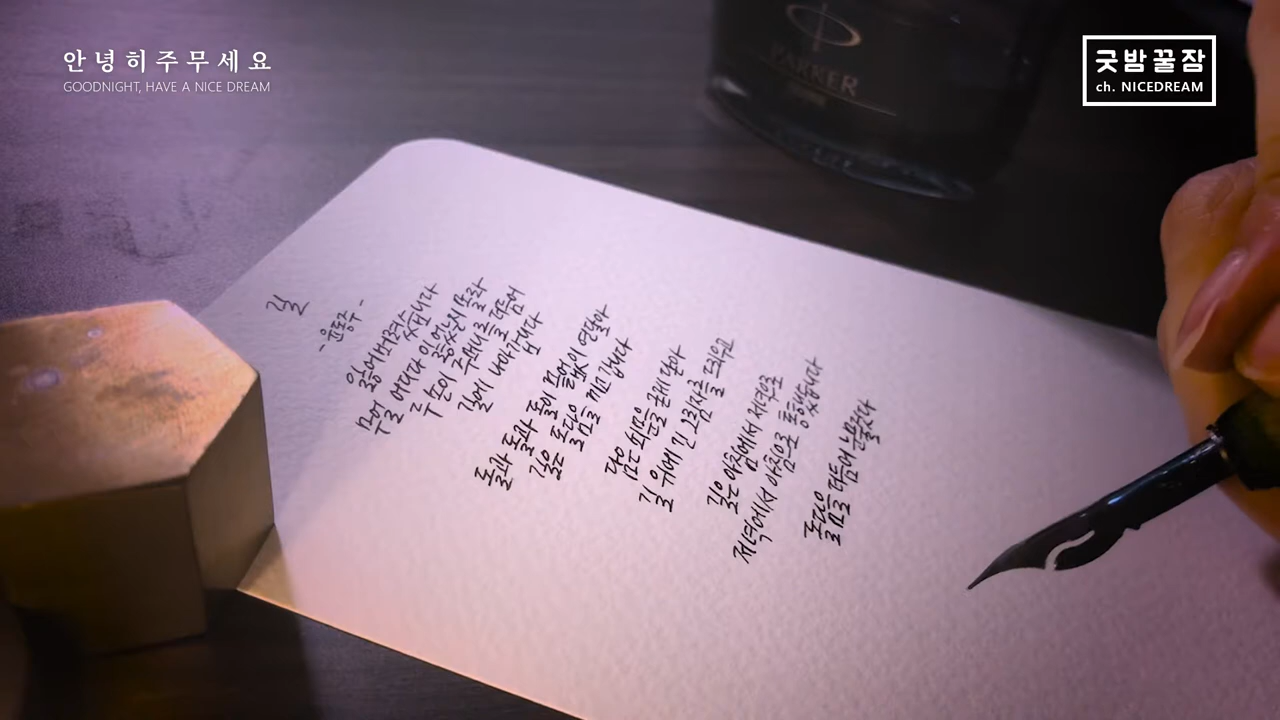 안녕히주무세요
GOODNIGHT, HAVE A NICE DREAM
굿밤꿀잠
ch. NICEDREAM
PARKER
길
- 윤동주 -
잃어버렸습니다
무얼 어디다 잃었는지 몰라
두 손이 주머니를 더듬어
길에 나아갑니다
돌과 돌과 돌이 끝없이 연달아
길은 돌담을 끼고 갑니다
담은 쇠문을 굳게 닫아
길 위에 긴 그림자를 드리우고
길은 아침에서 저녁으로
저녁에서 아침으로 통했습니다
돌담을 더듬어 눈물짓다